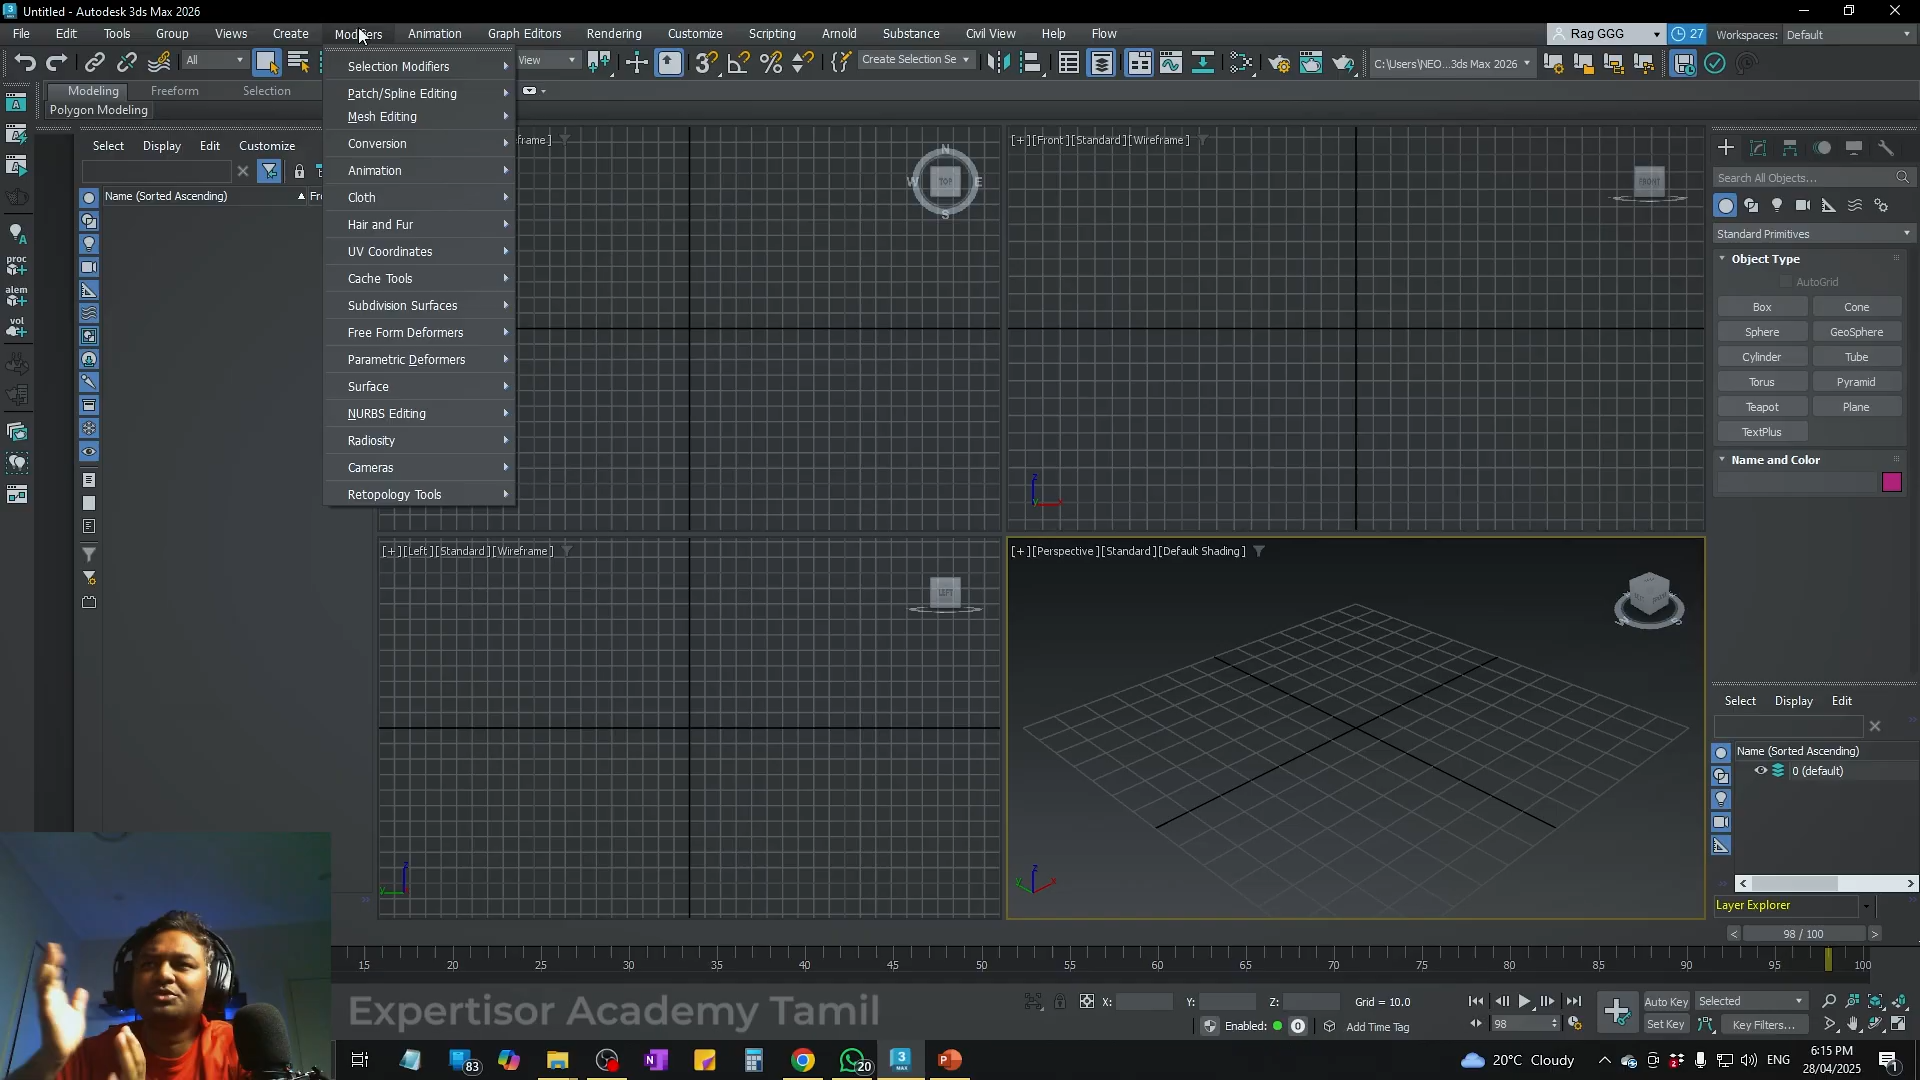 Untitled - Autodesk 3ds Max 2026
File Edit Tools Group Views Create Modifiers Animation Graph Editors Rendering Customize Scripting Arnold Substance Civil View Help Flow
Rag GGG 27 Workspaces: Default
All View Create Selection Se C:\Users\NEO...3ds Max 2026
Modeling Freeform Selection
Polygon Modeling
Selection Modifiers
Patch/Spline Editing
Mesh Editing
Conversion
Animation
Cloth
Hair and Fur
UV Coordinates
Cache Tools
Subdivision Surfaces
Free Form Deformers
Parametric Deformers
Surface
NURBS Editing
Radiosity
Cameras
Retopology Tools
Select Display Edit Customize
Name (Sorted Ascending) Fr
proc
alem
vol
frame]
N
W TOP E
S
[+][Front][Standard][Wireframe]
FRONT
z
x
[+][Left][Standard][Wireframe]
LEFT
z
y
[+][Perspective][Standard][Default Shading]
z
y x
Search All Objects...
Standard Primitives
Object Type
AutoGrid
Box Cone
Sphere GeoSphere
Cylinder Tube
Torus Pyramid
Teapot Plane
TextPlus
Name and Color
Select Display Edit
Name (Sorted Ascending)
0 (default)
Layer Explorer
< 98 / 100 >
15 20 25 30 35 40 45 50 55 60 65 70 75 80 85 90 95 100
Expertisor Academy Tamil
X: Y: Z: Grid = 10.0
Enabled: 0 Add Time Tag
98
Auto Key Selected
Set Key Key Filters...
83 20 3 MAX
20°C Cloudy ENG
6:15 PM
28/04/2025
1